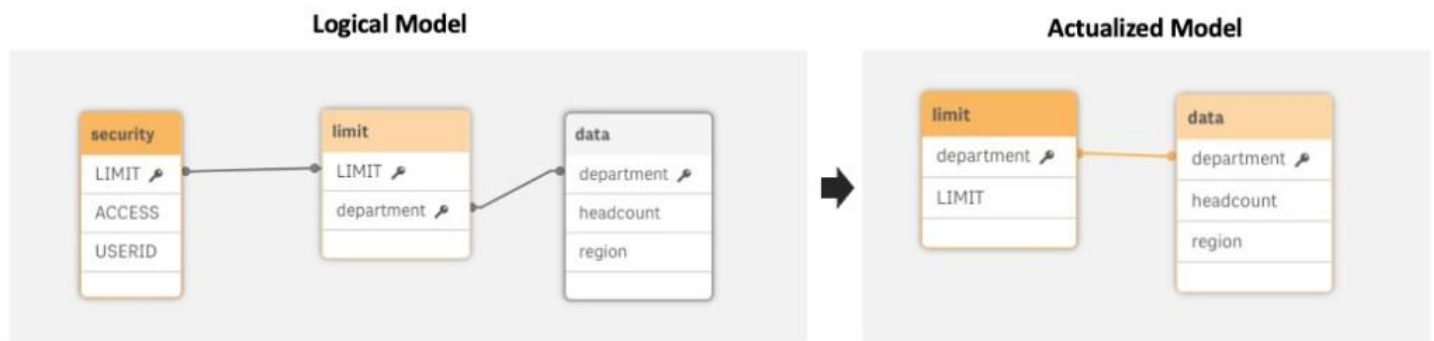 Logical Model
security
LIMIT
ACCESS
USERID
limit
LIMIT
department
data
department
headcount
region
Actualized Model
limit
department
LIMIT
data
department
headcount
region